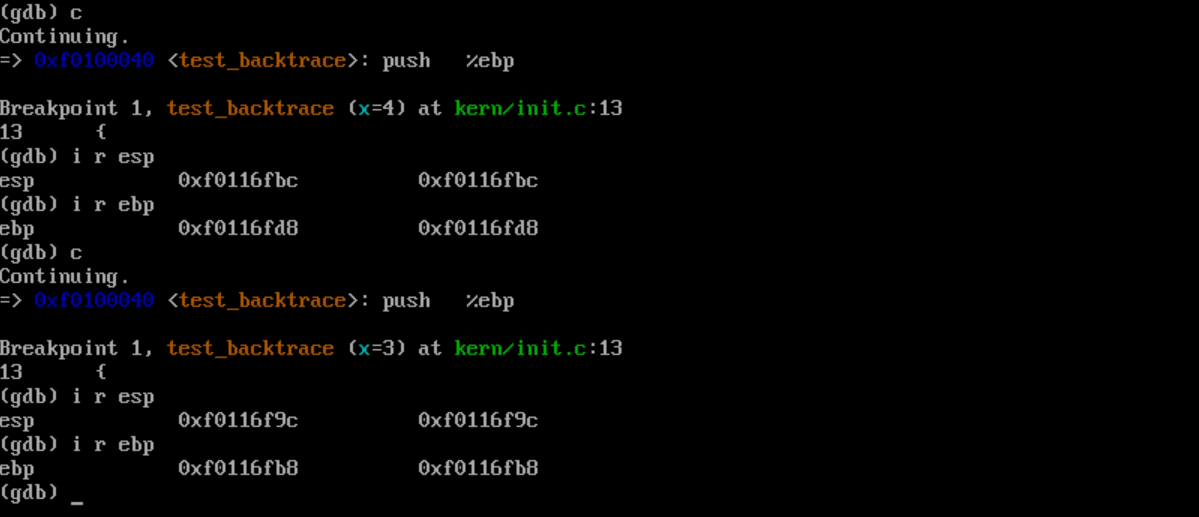 (gdb) c
Continuing.
=> 0xf0100040 <test_backtrace>: push   %ebp
Breakpoint 1, test_backtrace (x=4) at kern/init.c:13
13      {
(gdb) i r esp
esp            0xf0116fbc          0xf0116fbc
(gdb) i r ebp
ebp            0xf0116fd8          0xf0116fd8
(gdb) c
Continuing.
=> 0xf0100040 <test_backtrace>: push   %ebp
Breakpoint 1, test_backtrace (x=3) at kern/init.c:13
13      {
(gdb) i r esp
esp            0xf0116f9c          0xf0116f9c
(gdb) i r ebp
ebp            0xf0116fb8          0xf0116fb8
(gdb) _